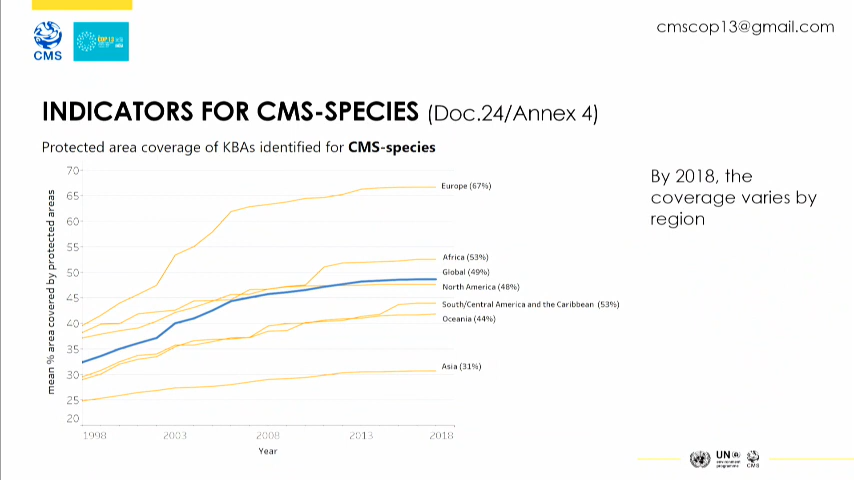 cmscop13@gmail.com
CMS
COP13
INDICATORS FOR CMS-SPECIES (Doc.24/Annex 4)
Protected area coverage of KBAs identified for CMS-species
By 2018, the
coverage varies by
region
mean % area covered by protected areas
70
65
60
55
50
45
40
35
30
25
20
Europe (67%)
Africa (53%)
Global (49%)
North America (48%)
South/Central America and the Caribbean (53%)
Oceania (44%)
Asia (31%)
1998
2003
2008
2013
2018
Year
UN
environment
programme
CMS